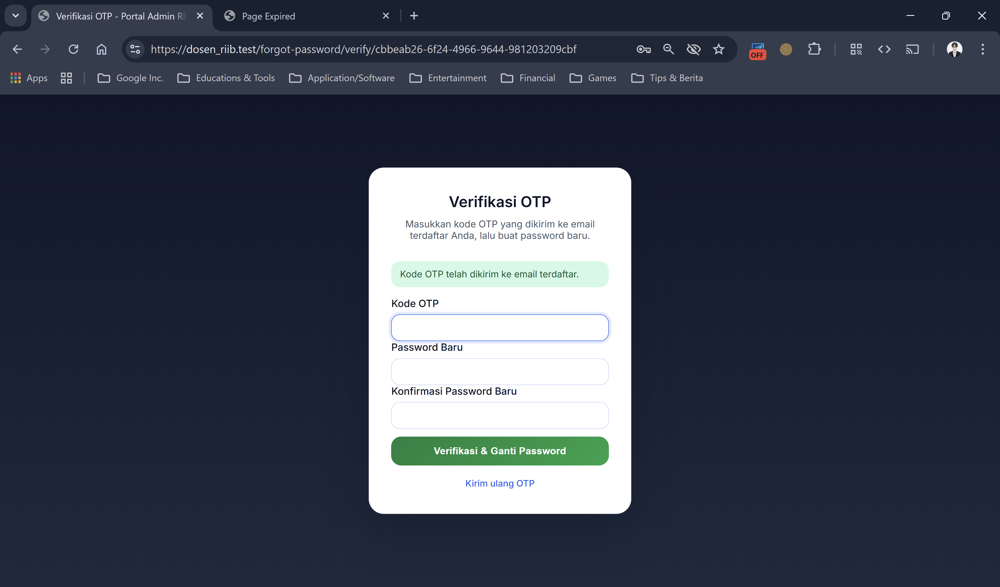 Verifikasi OTP - Portal Admin RI
Page Expired
https://dosen_riib.test/forgot-password/verify/cbbeab26-6f24-4966-9644-981203209cbf
OFF
Apps
Google Inc.
Educations & Tools
Application/Software
Entertainment
Financial
Games
Tips & Berita
Verifikasi OTP
Masukkan kode OTP yang dikirim ke email
terdaftar Anda, lalu buat password baru.
Kode OTP telah dikirim ke email terdaftar.
Kode OTP
Password Baru
Konfirmasi Password Baru
Verifikasi & Ganti Password
Kirim ulang OTP